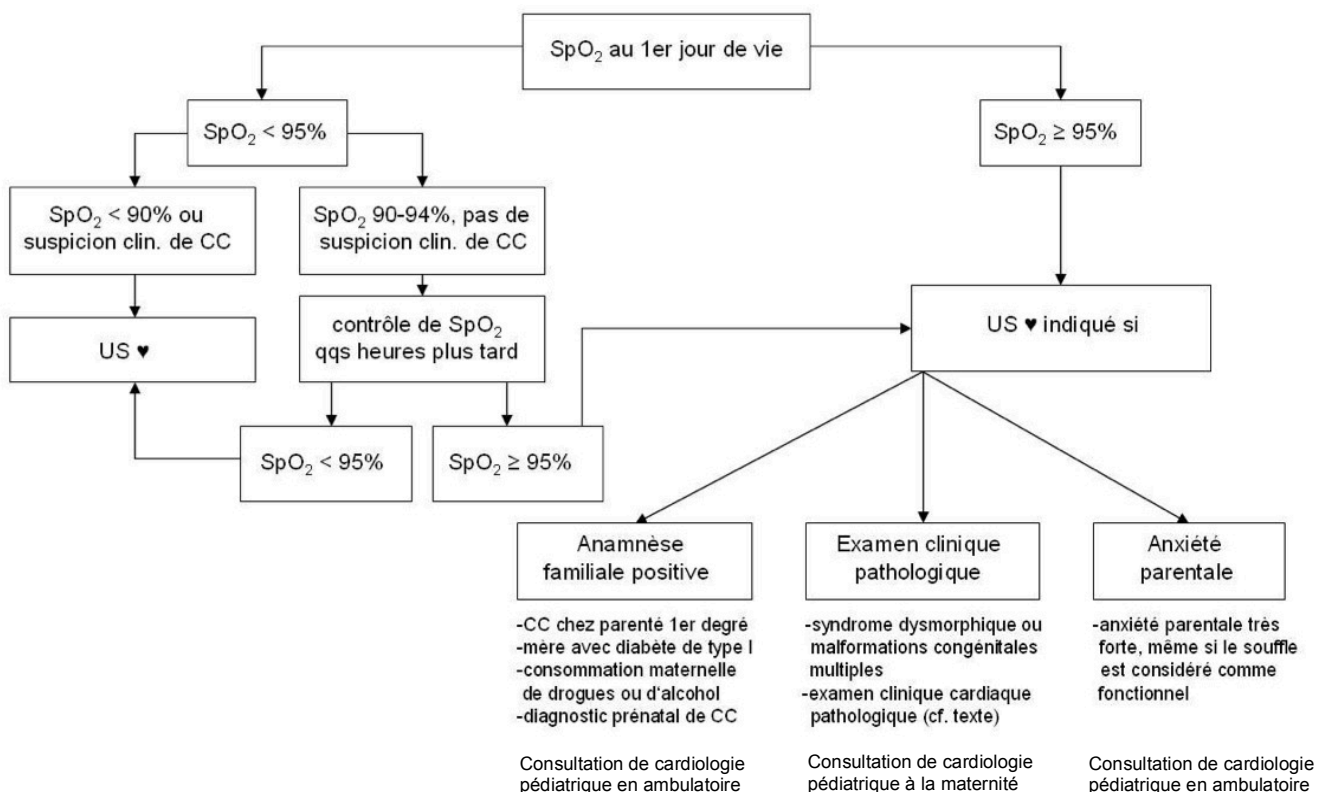 SpO₂ au 1er jour de vie
SpO₂ < 95%
SpO₂ ≥ 95%
SpO₂ < 90% ou
suspicion clin. de CC
SpO₂ 90-94%, pas de
suspicion clin. de CC
US ♥
contrôle de SpO₂
qqs heures plus tard
US ♥ indiqué si
SpO₂ < 95%
SpO₂ ≥ 95%
Anamnèse
familiale positive
-CC chez parenté 1er degré
-mère avec diabète de type I
-consommation maternelle
de drogues ou d'alcohol
-diagnostic prénatal de CC
Consultation de cardiologie
pédiatrique en ambulatoire
Examen clinique
pathologique
-syndrome dysmorphique ou
malformations congénitales
multiples
-examen clinique cardiaque
pathologique (cf. texte)
Consultation de cardiologie
pédiatrique à la maternité
Anxiété
parentale
-anxiété parentale très
forte, même si le souffle
est considéré comme
fonctionnel
Consultation de cardiologie
pédiatrique en ambulatoire